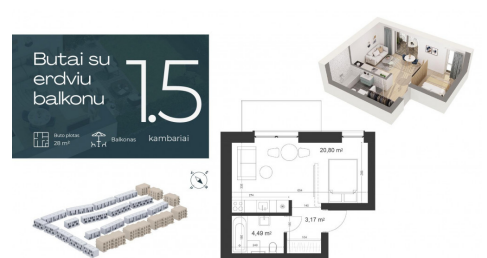 Butai su
erdviu
balkonu
1.5
kambariai
Buto plotas
28 m²
Balkonas
20,80 m²
3,17 m²
4,49 m²